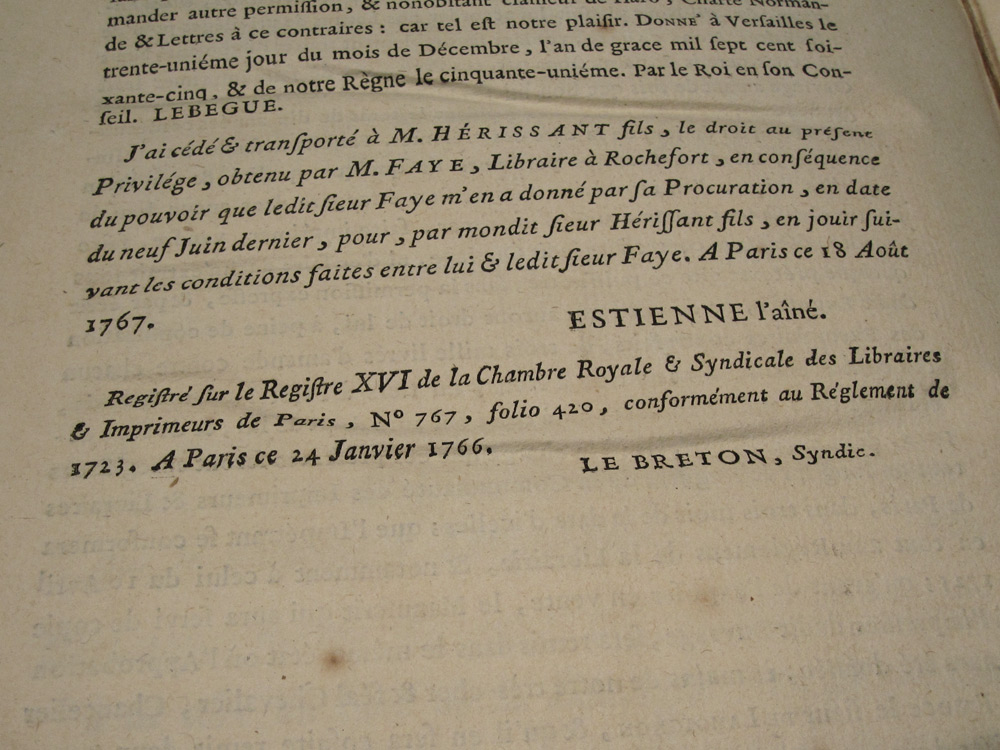 mander autre permiſſion, & nonobſtant clameur de Haro, Charte Norman-
de & Lettres à ce contraires : car tel eſt notre plaiſir. DONNÉ à Verſailles le
trente-uniéme jour du mois de Décembre, l'an de grace mil ſept cent ſoi-
xante-cinq, & de notre Règne le cinquante-uniéme. Par le Roi en ſon Con-
ſeil. LEBEGUE.
J'ai cédé & tranſporté à M. HÉRISSANT fils, le droit au préſent
Privilége, obtenu par M. FAYE, Libraire à Rochefort, en conſéquence
du pouvoir que ledit ſieur Faye m'en a donné par ſa Procuration, en date
du neuf Juin dernier, pour, par mondit ſieur Hériſſant fils, en jouir ſui-
vant les conditions faites entre lui & ledit ſieur Faye. A Paris ce 18 Août
1767.
ESTIENNE l'aîné.
Regiſtré ſur le Regiſtre XVI de la Chambre Royale & Syndicale des Libraires
& Imprimeurs de Paris, Nº 767, folio 420, conformément au Réglement de
1723. A Paris ce 24 Janvier 1766.
LE BRETON, Syndic.